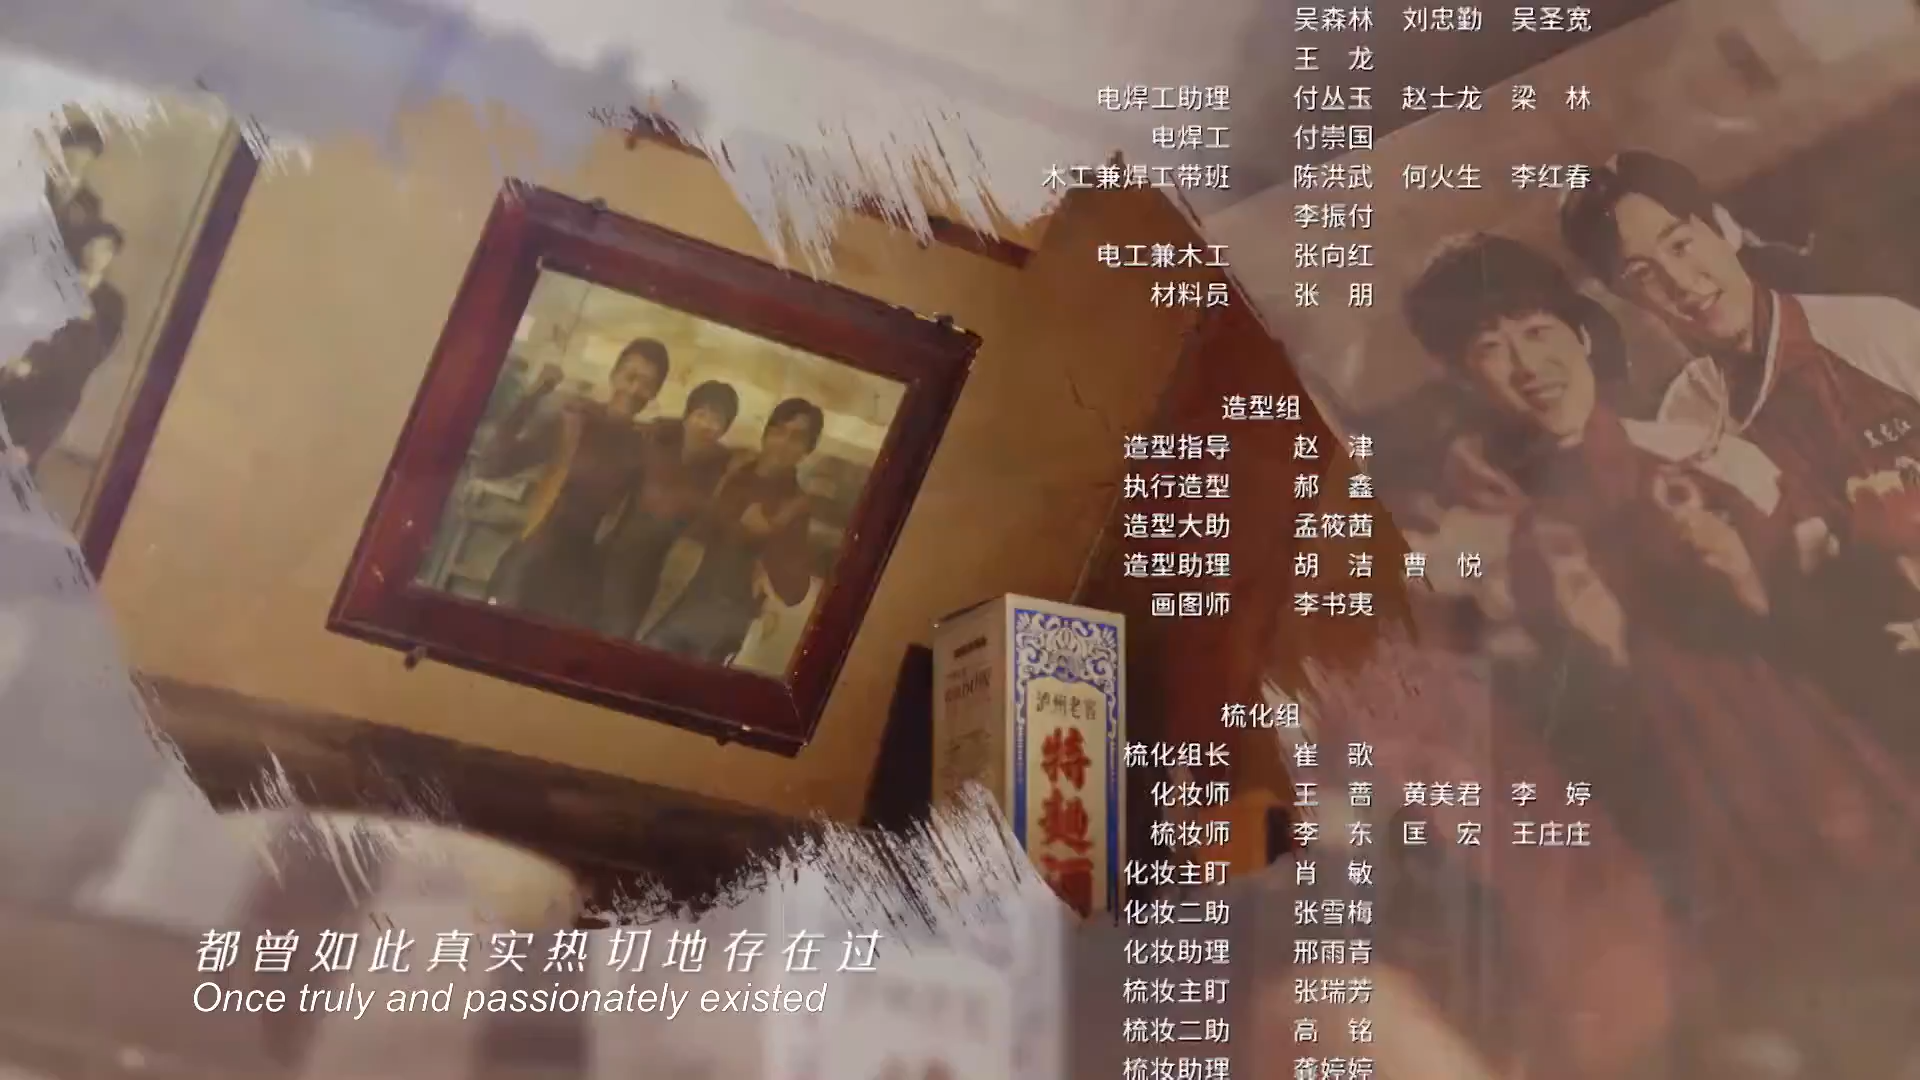 吴森林 刘忠勤 吴圣宽
王 龙
电焊工助理 付丛玉 赵士龙 梁 林
电焊工 付崇国
木工兼焊工带班 陈洪武 何火生 李红春
李振付
电工兼木工 张向红
材料员 张 朋
造型组
造型指导 赵 津
执行造型 郝 鑫
造型大助 孟筱茜
造型助理 胡 洁 曹 悦
画图师 李书夷
梳化组
梳化组长 崔 歌
化妆师 王 蔷 黄美君 李 婷
梳妆师 李 东 匡 宏 王庄庄
化妆主盯 肖 敏
化妆二助 张雪梅
化妆助理 邢雨青
梳妆主盯 张瑞芳
梳妆二助 高 铭
梳妆助理 龚婷婷
泸州老窖
特
麯
酒
都曾如此真实热切地存在过
Once truly and passionately existed